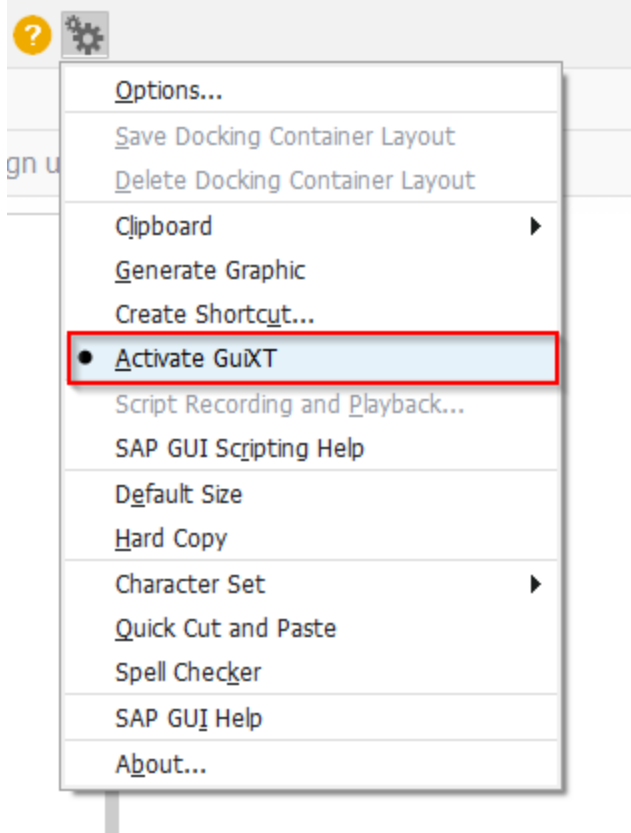 ?
Options...
Save Docking Container Layout
gn u
Delete Docking Container Layout
Clipboard
Generate Graphic
Create Shortcut...
Activate GuiXT
Script Recording and Playback...
SAP GUI Scripting Help
Default Size
Hard Copy
Character Set
Quick Cut and Paste
Spell Checker
SAP GUI Help
About...